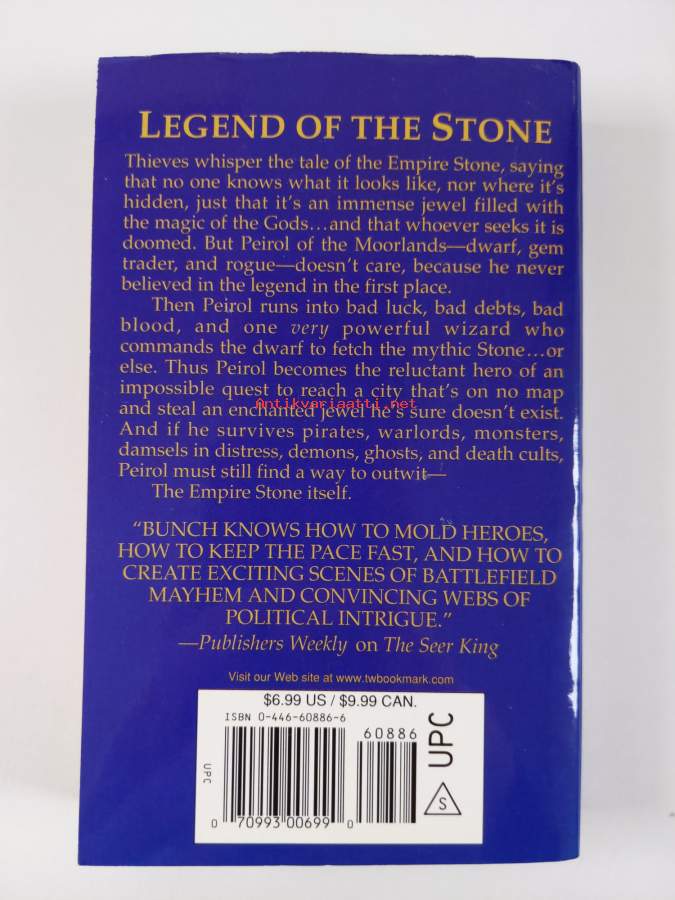 LEGEND OF THE STONE
Thieves whisper the tale of the Empire Stone, saying
that no one knows what it looks like, nor where it's
hidden, just that it's an immense jewel filled with
the magic of the Gods...and that whoever seeks it is
doomed. But Peirol of the Moorlands—dwarf, gem
trader, and rogue—doesn't care, because he never
believed in the legend in the first place.
Then Peirol runs into bad luck, bad debts, bad
blood, and one very powerful wizard who
commands the dwarf to fetch the mythic Stone...or
else. Thus Peirol becomes the reluctant hero of an
impossible quest to reach a city that's on no map
Antikvariaatti.net
and steal an enchanted jewel he's sure doesn't exist.
And if he survives pirates, warlords, monsters,
damsels in distress, demons, ghosts, and death cults,
Peirol must still find a way to outwit—
The Empire Stone itself.
"BUNCH KNOWS HOW TO MOLD HEROES,
HOW TO KEEP THE PACE FAST, AND HOW TO
CREATE EXCITING SCENES OF BATTLEFIELD
MAYHEM AND CONVINCING WEBS OF
POLITICAL INTRIGUE."
—Publishers Weekly on The Seer King
Visit our Web site at www.twbookmark.com
$6.99 US / $9.99 CAN.
ISBN 0-446-60886-6
60886
UPC
S
UPC
0 70993 00699 0